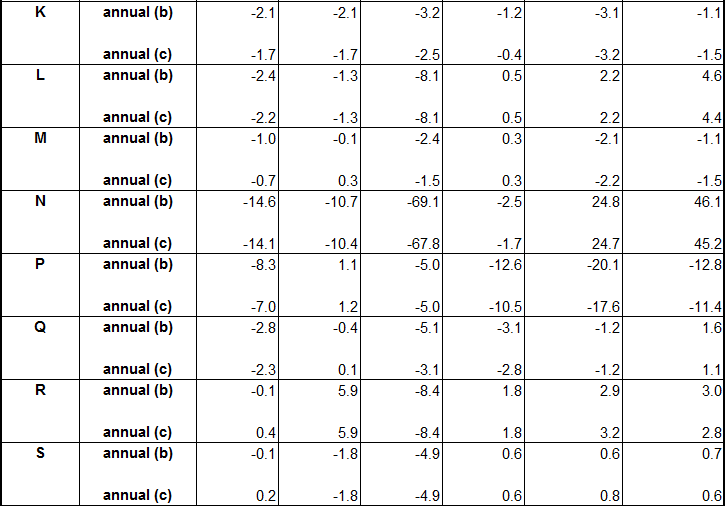 K annual (b) -2.1 -2.1 -3.2 -1.2 -3.1 -1.1
annual (c) -1.7 -1.7 -2.5 -0.4 -3.2 -1.5
L annual (b) -2.4 -1.3 -8.1 0.5 2.2 4.6
annual (c) -2.2 -1.3 -8.1 0.5 2.2 4.4
M annual (b) -1.0 -0.1 -2.4 0.3 -2.1 -1.1
annual (c) -0.7 0.3 -1.5 0.3 -2.2 -1.5
N annual (b) -14.6 -10.7 -69.1 -2.5 24.8 46.1
annual (c) -14.1 -10.4 -67.8 -1.7 24.7 45.2
P annual (b) -8.3 1.1 -5.0 -12.6 -20.1 -12.8
annual (c) -7.0 1.2 -5.0 -10.5 -17.6 -11.4
Q annual (b) -2.8 -0.4 -5.1 -3.1 -1.2 1.6
annual (c) -2.3 0.1 -3.1 -2.8 -1.2 1.1
R annual (b) -0.1 5.9 -8.4 1.8 2.9 3.0
annual (c) 0.4 5.9 -8.4 1.8 3.2 2.8
S annual (b) -0.1 -1.8 -4.9 0.6 0.6 0.7
annual (c) 0.2 -1.8 -4.9 0.6 0.8 0.6